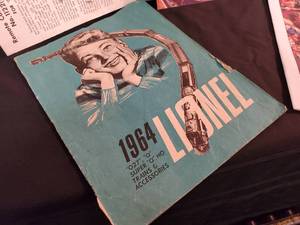 1964
LIONEL
"027" "O"
SUPER "O" HO
TRAINS &
ACCESSORIES